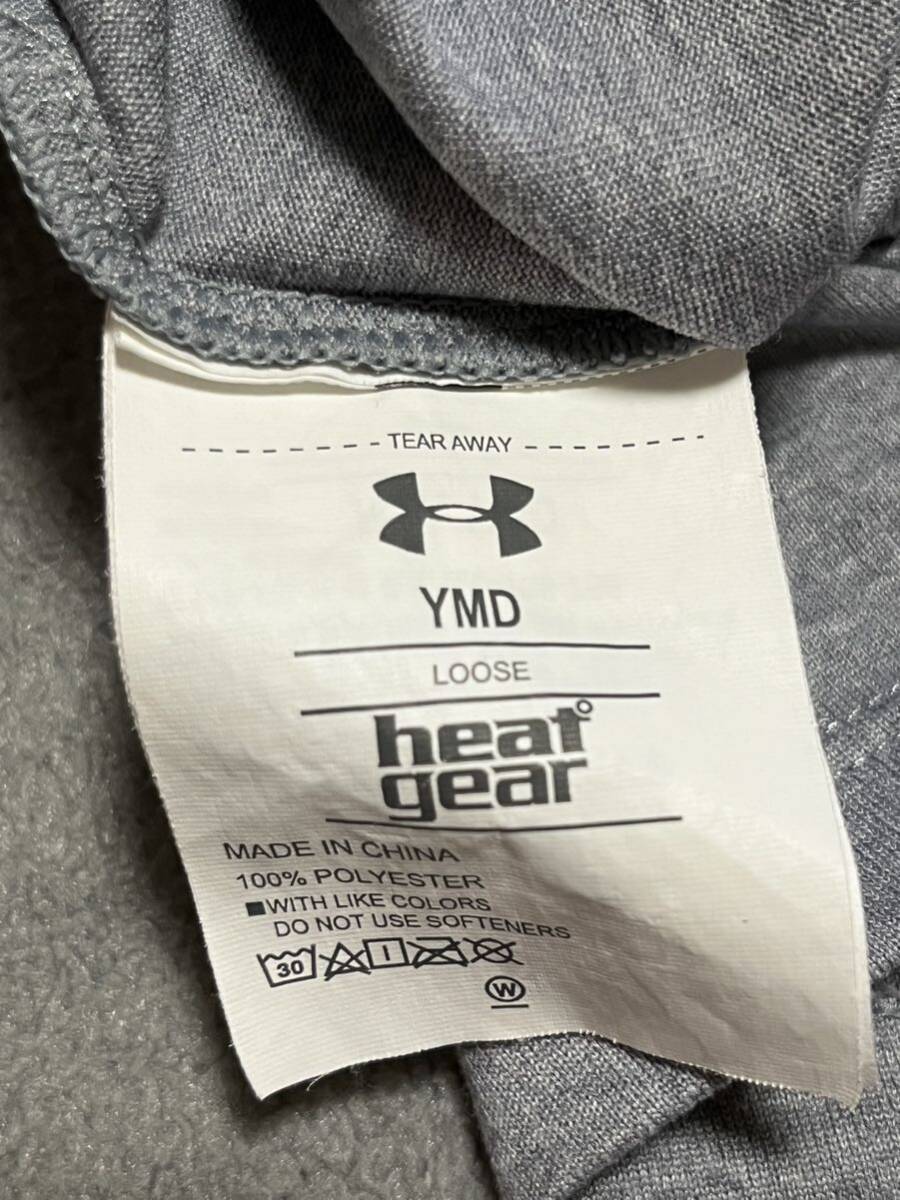 TEAR AWAY
YMD
LOOSE
heat°
gear
MADE IN CHINA
100% POLYESTER
■WITH LIKE COLORS
DO NOT USE SOFTENERS
30
W